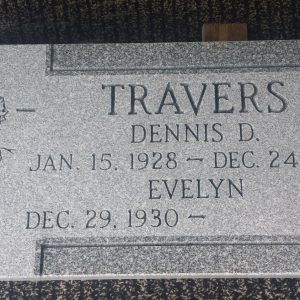 TRAVERS
DENNIS D.
JAN. 15, 1928 — DEC. 24
EVELYN
DEC. 29, 1930 —